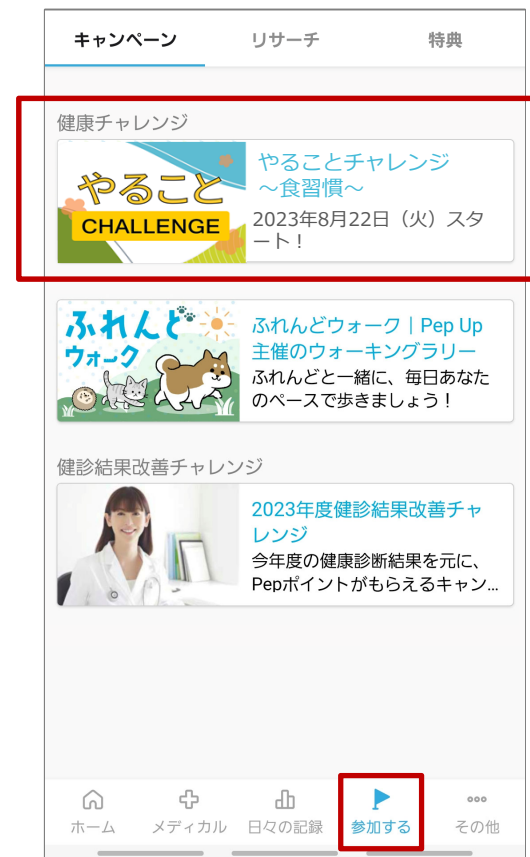 キャンペーン リサーチ 特典
健康チャレンジ
やること
CHALLENGE
やることチャレンジ
～食習慣～
2023年8月22日（火）スタ
ート！
ふれんど
ウォーク
ふれんどウォーク｜Pep Up
主催のウォーキングラリー
ふれんどと一緒に、毎日あなた
のペースで歩きましょう！
健診結果改善チャレンジ
2023年度健診結果改善チャ
レンジ
今年度の健康診断結果を元に、
Pepポイントがもらえるキャン...
ホーム メディカル 日々の記録 参加する その他